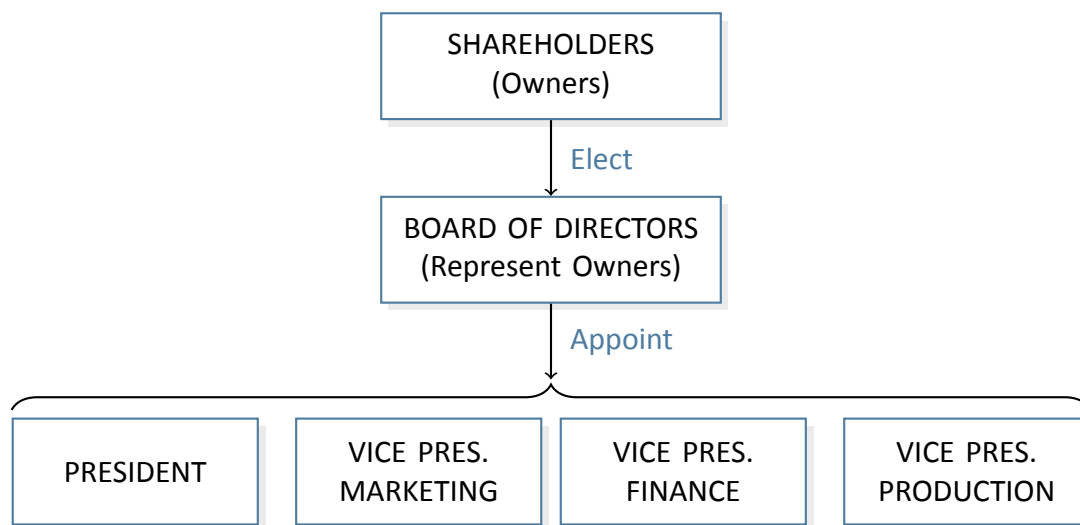 SHAREHOLDERS
(Owners)
Elect
BOARD OF DIRECTORS
(Represent Owners)
Appoint
PRESIDENT
VICE PRES.
MARKETING
VICE PRES.
FINANCE
VICE PRES.
PRODUCTION